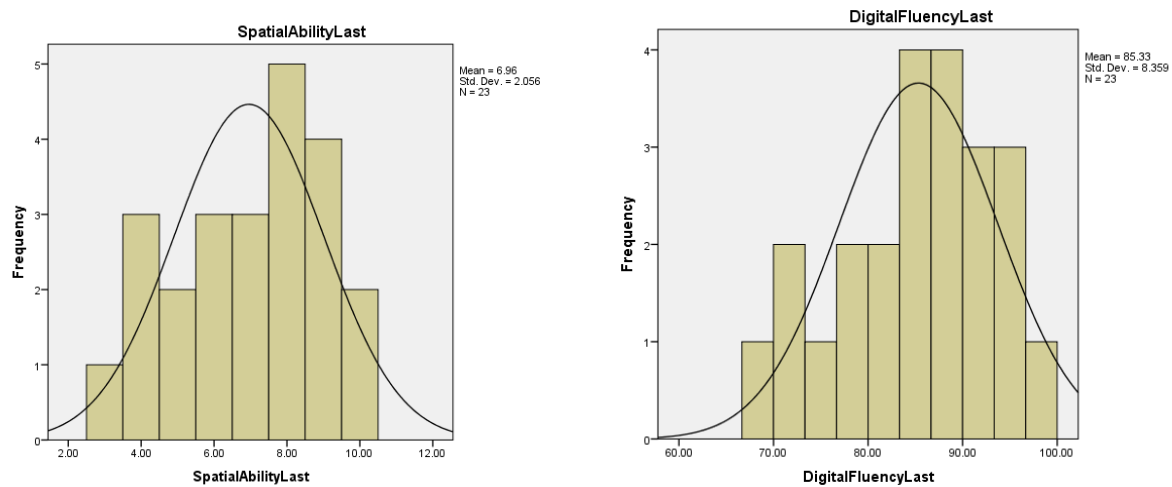 SpatialAbilityLast
Mean = 6.96
Std. Dev. = 2.056
N = 23
Frequency
5
4
3
2
1
0
2.00 4.00 6.00 8.00 10.00 12.00
SpatialAbilityLast
DigitalFluencyLast
Mean = 85.33
Std. Dev. = 8.359
N = 23
Frequency
4
3
2
1
0
60.00 70.00 80.00 90.00 100.00
DigitalFluencyLast